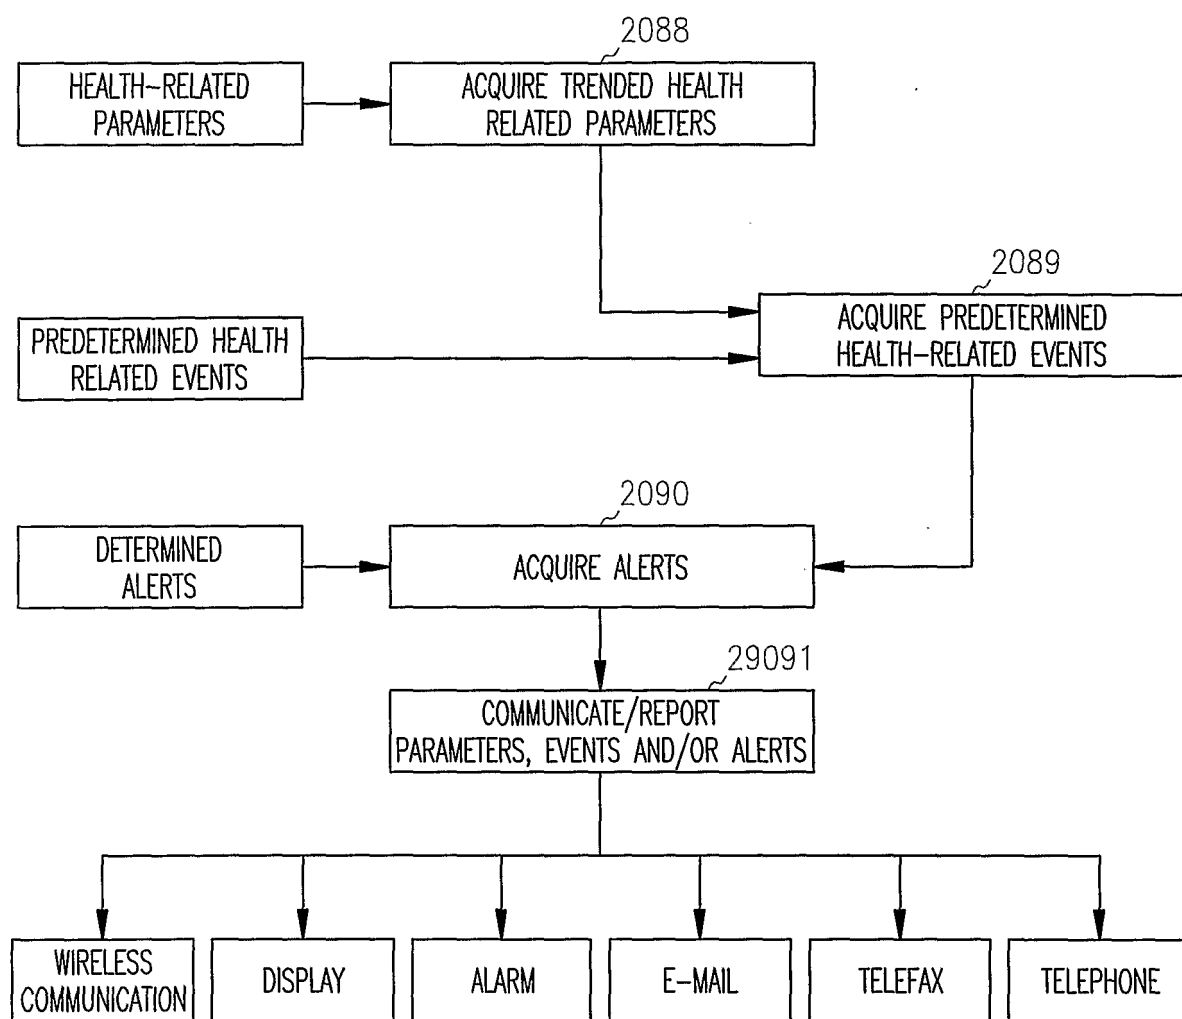 2088
HEALTH-RELATED
PARAMETERS
ACQUIRE TRENDED HEALTH
RELATED PARAMETERS
2089
PREDETERMINED HEALTH
RELATED EVENTS
ACQUIRE PREDETERMINED
HEALTH-RELATED EVENTS
2090
DETERMINED
ALERTS
ACQUIRE ALERTS
29091
COMMUNICATE/REPORT
PARAMETERS, EVENTS AND/OR ALERTS
WIRELESS
COMMUNICATION
DISPLAY
ALARM
E-MAIL
TELEFAX
TELEPHONE